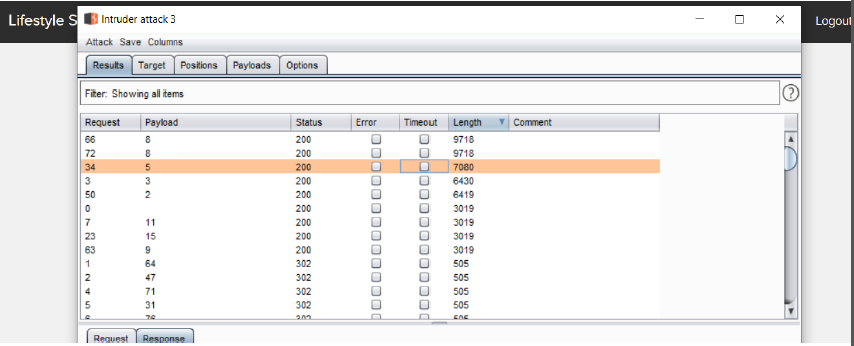 Lifestyle S
Intruder attack 3
Logout
Attack Save Columns
Results Target Positions Payloads Options
Filter: Showing all items
?
Request Payload Status Error Timeout Length Comment
66 8 200 9718
72 8 200 9718
34 5 200 7080
3 3 200 6430
50 2 200 6419
0 200 3019
7 11 200 3019
23 15 200 3019
63 9 200 3019
1 64 302 505
2 47 302 505
4 71 302 505
5 31 302 505
6 76 302 505
Request Response